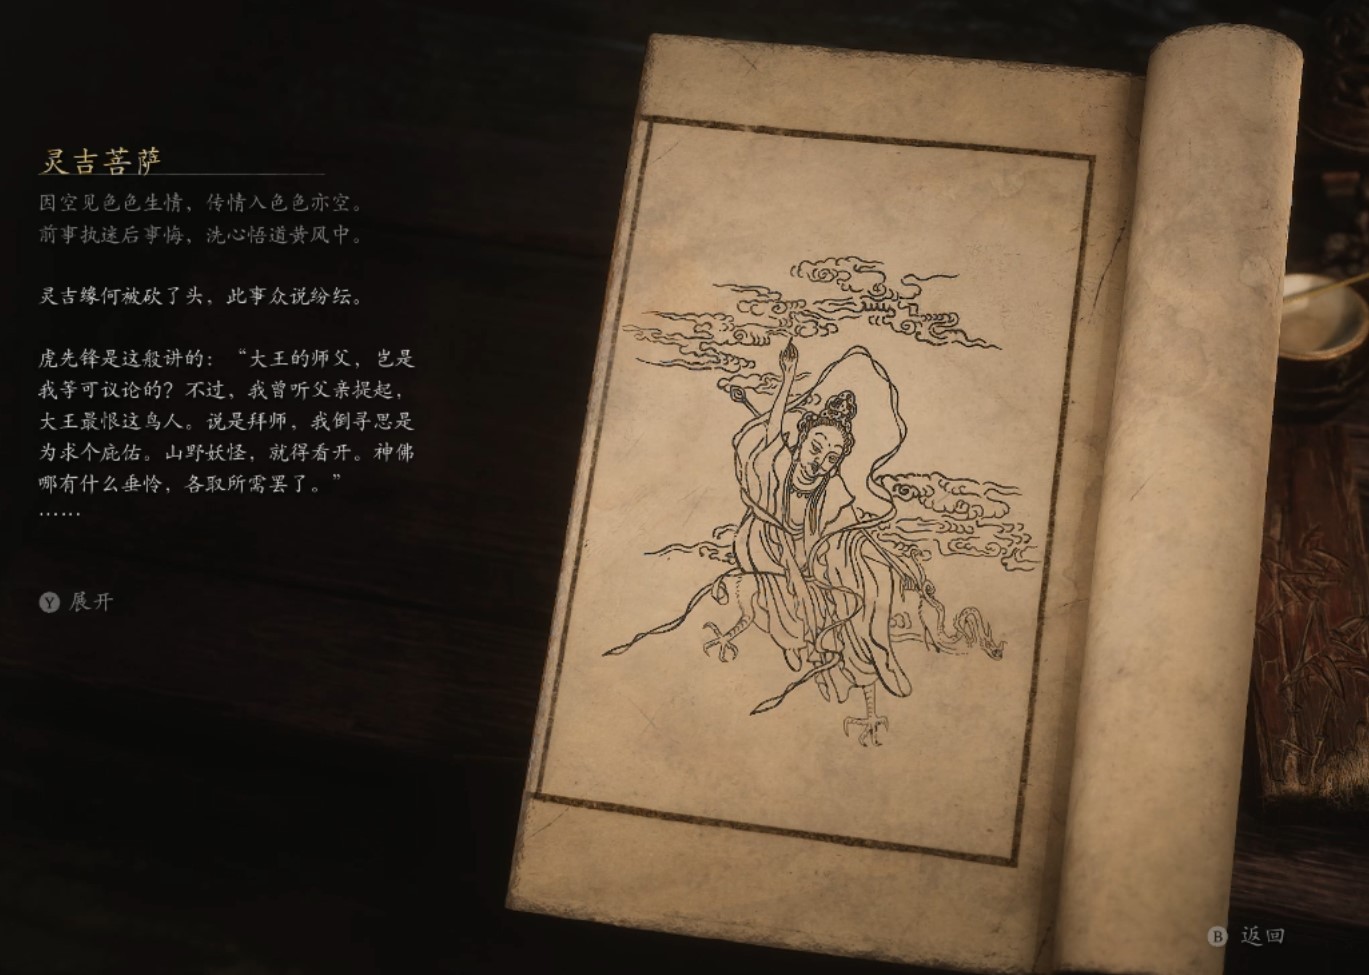 灵吉菩萨
因空见色色生情，传情入色色亦空。
前事执迷后事悔，洗心悟道黄风中。
灵吉缘何被砍了头，此事众说纷纭。
虎先锋是这般讲的：“大王的师父，岂是
我等可议论的？不过，我曾听父亲提起，
大王最恨这鸟人。说是拜师，我倒寻思是
为求个庇佑。山野妖怪，就得看开。神佛
哪有什么垂怜，各取所需罢了。”
……
Y 展开
B 返回